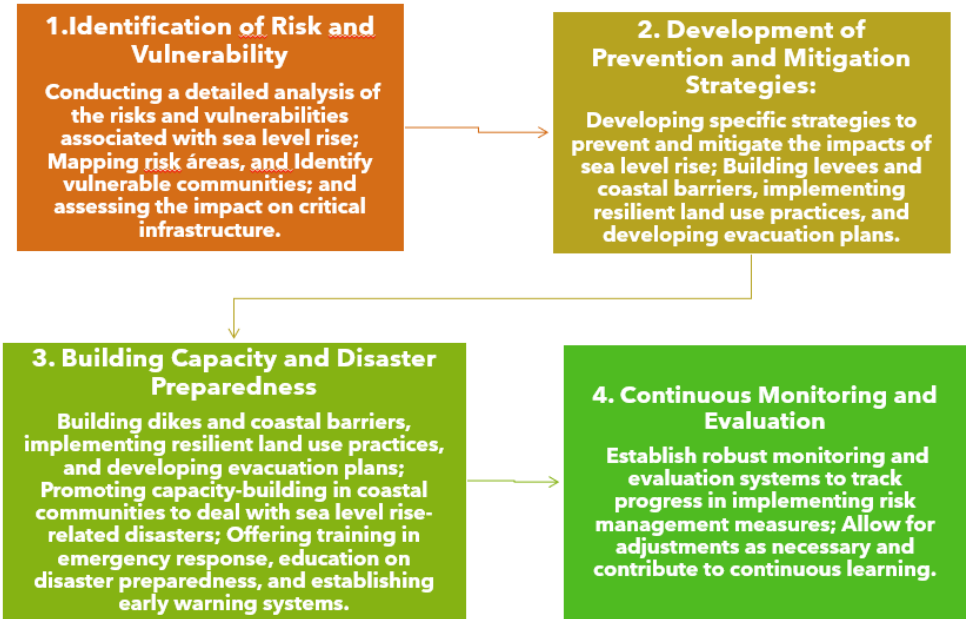 1.Identification of Risk and
Vulnerability
Conducting a detailed analysis of
the risks and vulnerabilities
associated with sea level rise;
Mapping risk áreas, and Identify
vulnerable communities; and
assessing the impact on critical
infrastructure.
2. Development of
Prevention and Mitigation
Strategies:
Developing specific strategies to
prevent and mitigate the impacts of
sea level rise; Building levees and
coastal barriers, implementing
resilient land use practices, and
developing evacuation plans.
3. Building Capacity and Disaster
Preparedness
Building dikes and coastal barriers,
implementing resilient land use practices,
and developing evacuation plans;
Promoting capacity-building in coastal
communities to deal with sea level rise-
related disasters; Offering training in
emergency response, education on
disaster preparedness, and establishing
early warning systems.
4. Continuous Monitoring and
Evaluation
Establish robust monitoring and
evaluation systems to track
progress in implementing risk
management measures; Allow for
adjustments as necessary and
contribute to continuous learning.